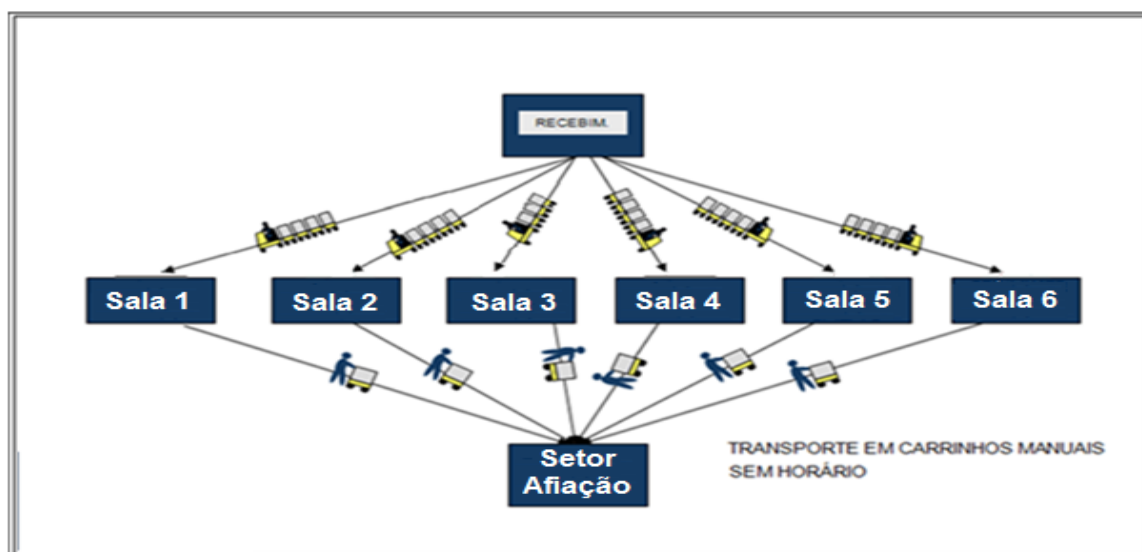 RECEBIM.
Sala 1
Sala 2
Sala 3
Sala 4
Sala 5
Sala 6
Setor
Afiação
TRANSPORTE EM CARRINHOS MANUAIS
SEM HORÁRIO